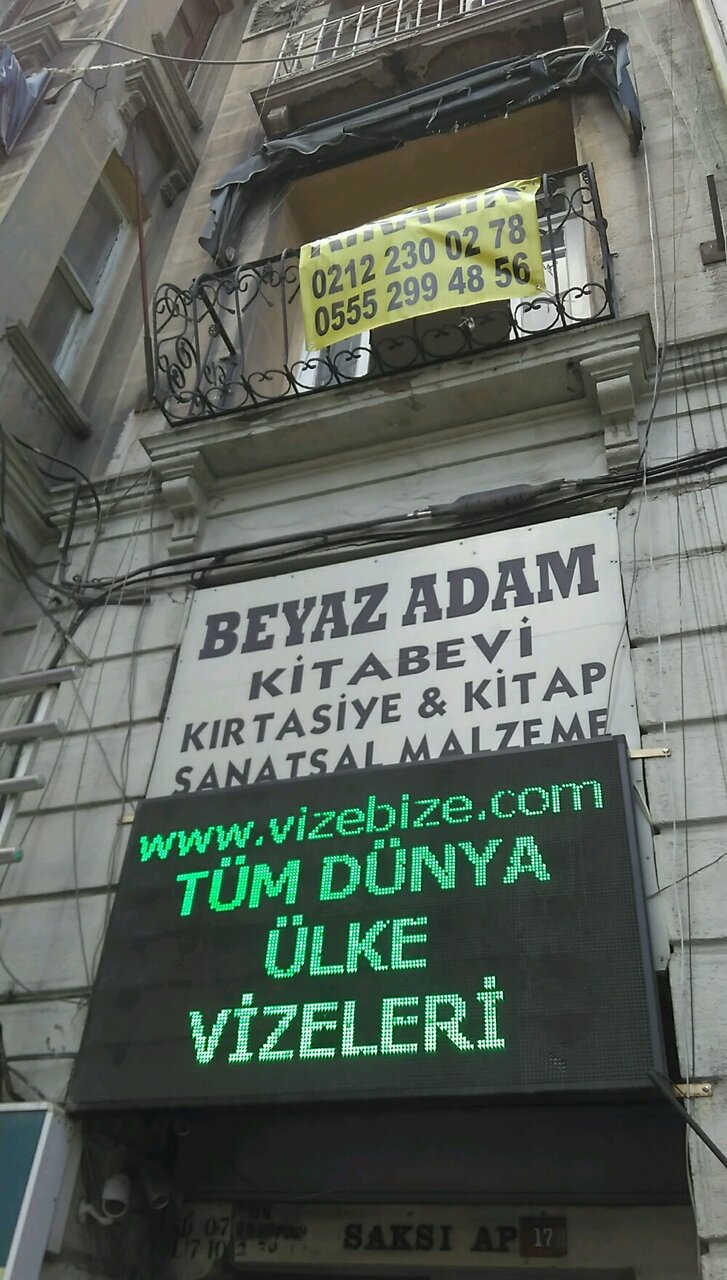 0212 230 02 78
0555 299 48 56
BEYAZ ADAM
KİTABEVİ
KIRTASİYE & KİTAP
SANATSAL MALZEME
www.vizebize.com
TÜM DÜNYA
ÜLKE
VİZELERİ
SAKSI AP 17